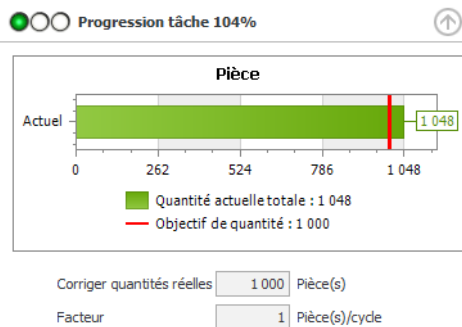 Progression tâche 104%
Pièce
Actuel
1 048
0 262 524 786 1 048
Quantité actuelle totale : 1 048
Objectif de quantité : 1 000
Corriger quantités réelles 1 000 Pièce(s)
Facteur 1 Pièce(s)/cycle